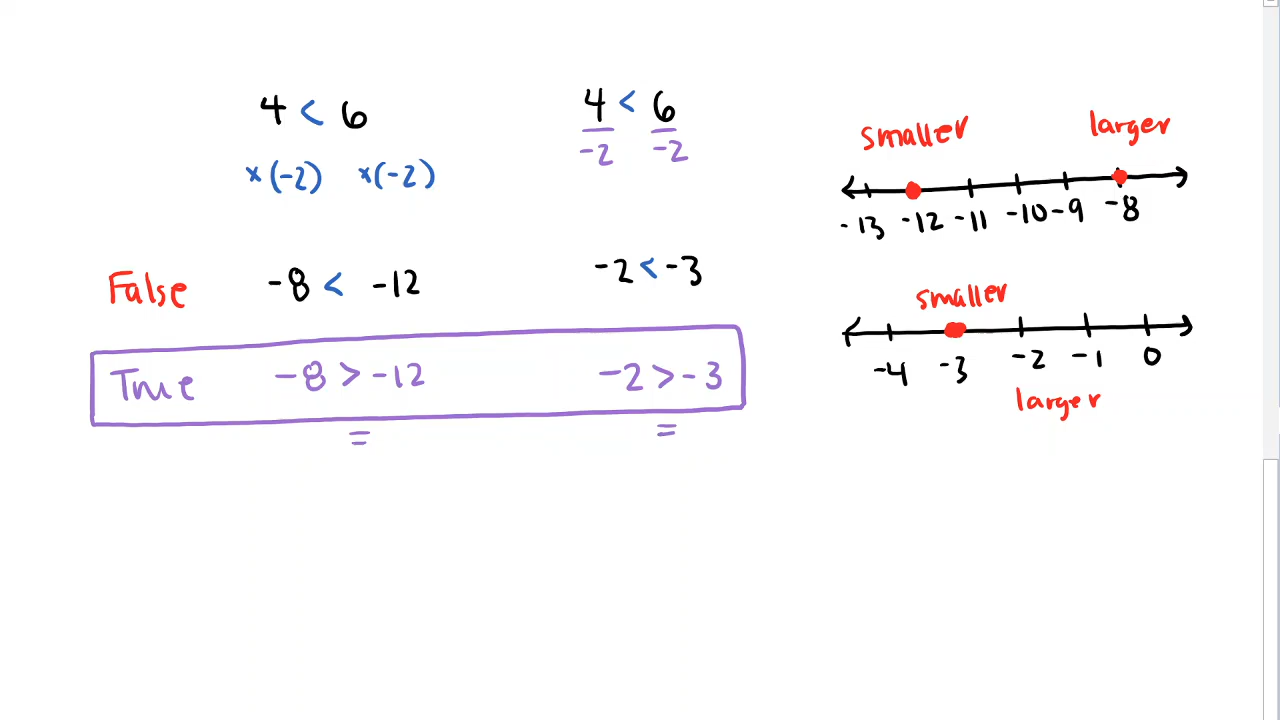 4 < 6
×(-2) ×(-2)
False -8 < -12
True -8 > -12 -2 > -3
= =
4 < 6
-2 -2
-2 < -3
smaller larger
-13 -12 -11 -10 -9 -8
smaller
-4 -3 -2 -1 0
larger